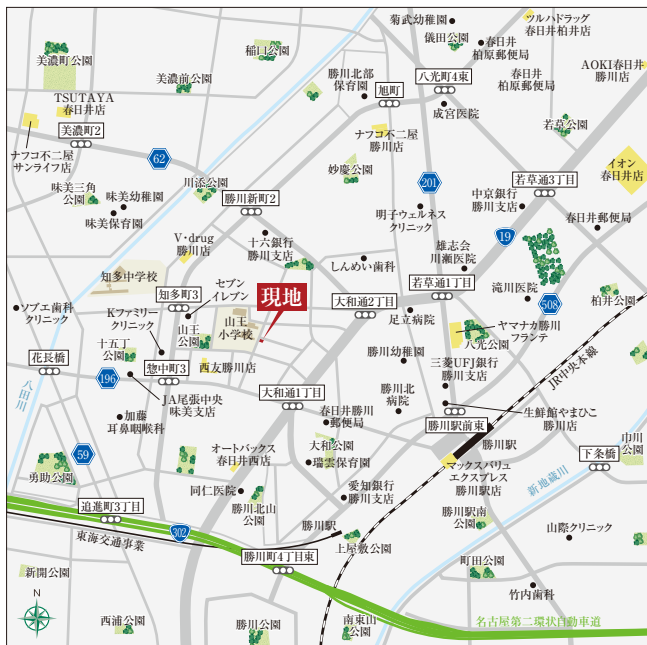 菊武幼稚園
ツルハドラッグ
春日井柏井店
美濃町公園
稲口公園
儀田公園
春日井
柏原郵便局
美濃前公園
勝川北部
保育園
八光町4東
春日井
柏原郵便局
AOKI春日井
勝川店
旭町
TSUTAYA
春日井店
成宮医院
美濃町2
ナフコ不二屋
勝川店
若草公園
ナフコ不二屋
サンライフ店
62
妙慶公園
201
若草通3丁目
イオン
春日井店
味美三角
公園
味美幼稚園
川添公園
中京銀行
勝川支店
味美保育園
勝川新町2
明子ウェルネス
クリニック
春日井郵便局
V・drug
勝川店
十六銀行
勝川支店
19
雄志会
川瀬医院
しんめい歯科
知多中学校
セブン
イレブン
若草通1丁目
滝川医院
現地
知多町3
大和通2丁目
508
柏井公園
ソブエ歯科
クリニック
Kファミリー
クリニック
山王
公園
山王
小学校
足立病院
ヤマナカ勝川
フランテ
十五丁
公園
八光公園
花長橋
勝川幼稚園
JR中央本線
惣中町3
西友勝川店
三菱UFJ銀行
勝川支店
196
八田川
JA尾張中央
味美支店
大和通1丁目
勝川北
病院
生鮮館やまひこ
勝川店
加藤
耳鼻咽喉科
春日井勝川
郵便局
勝川駅前東
勝川駅
オートバックス
春日井西店
大和公園
下条橋
巾川
公園
59
瑞雲保育園
マックスバリュ
エクスプレス
勝川駅店
新地蔵川
勇助公園
同仁医院
愛知銀行
勝川支店
追進町3丁目
勝川北山
公園
勝川駅
勝川駅南
公園
302
山際クリニック
東海交通事業
上屋敷公園
勝川町4丁目東
町田公園
新開公園
竹内歯科
N
西浦公園
勝川公園
南東山
公園
名古屋第二環状自動車道